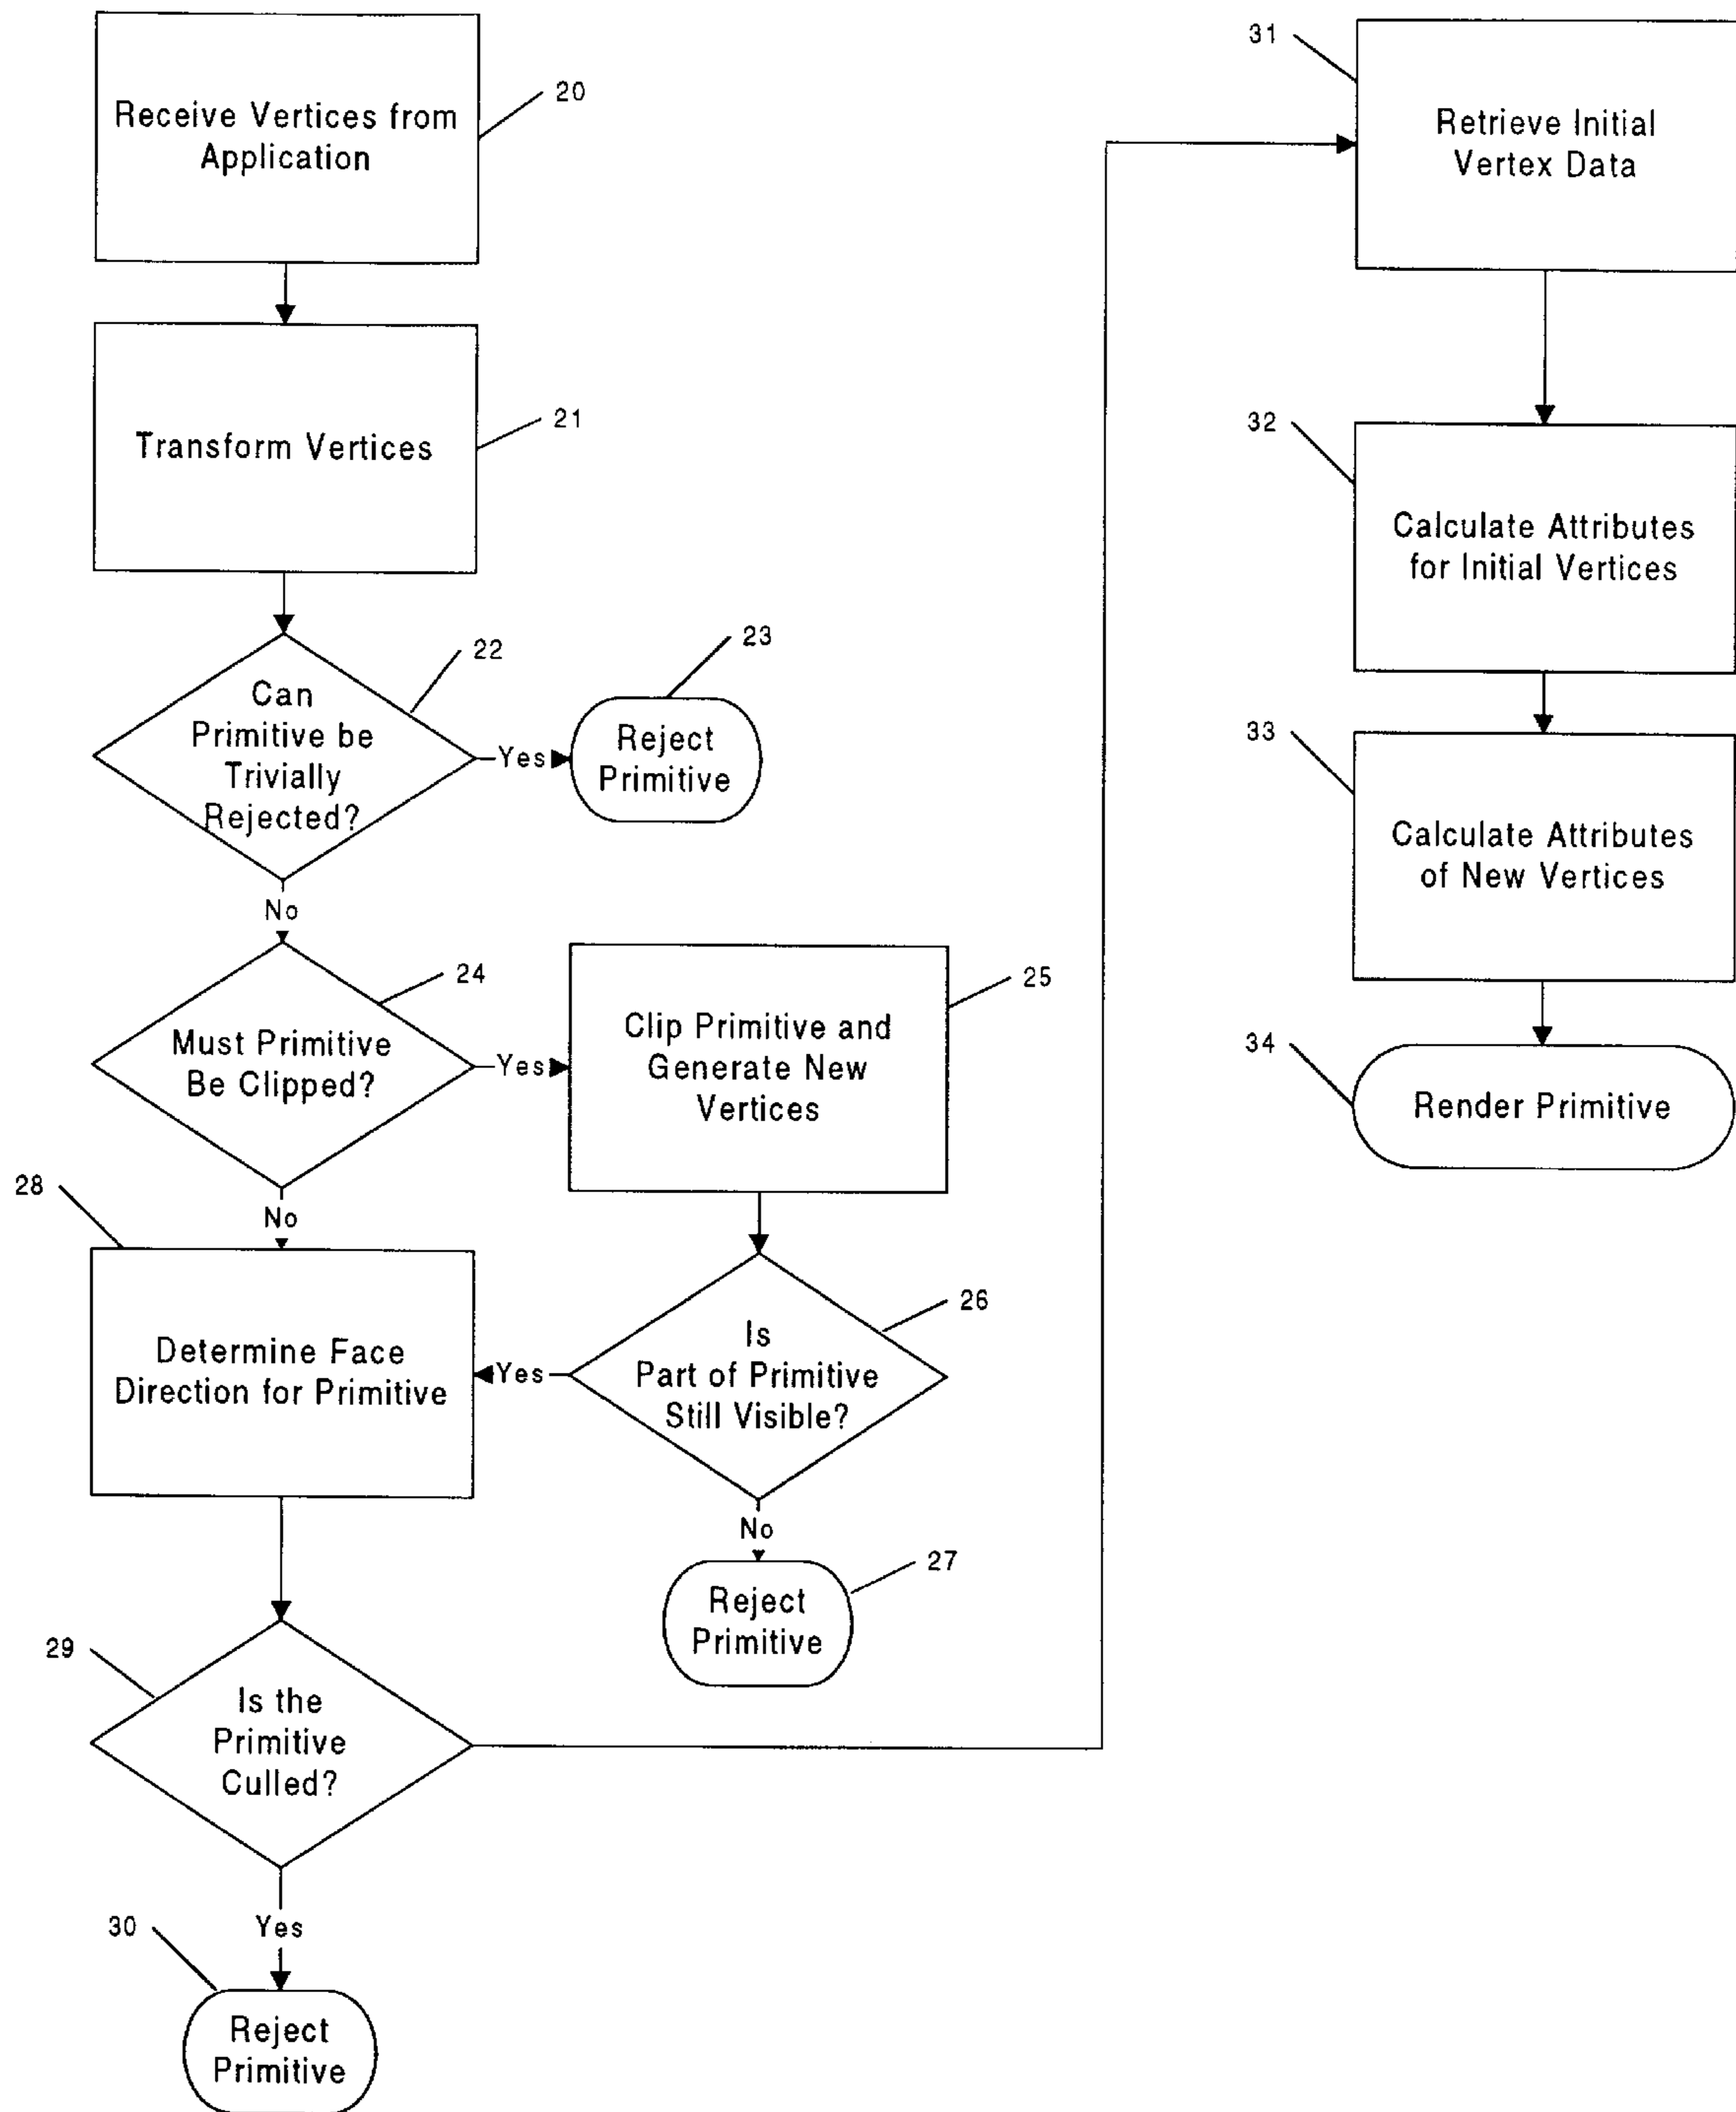 20
Receive Vertices from
Application
21
Transform Vertices
22
Can
Primitive be
Trivially
Rejected?
Yes
23
Reject
Primitive
No
24
Must Primitive
Be Clipped?
Yes
25
Clip Primitive and
Generate New
Vertices
No
28
Determine Face
Direction for Primitive
26
Is
Part of Primitive
Still Visible?
Yes
No
27
Reject
Primitive
29
Is the
Primitive
Culled?
Yes
30
Reject
Primitive
31
Retrieve Initial
Vertex Data
32
Calculate Attributes
for Initial Vertices
33
Calculate Attributes
of New Vertices
34
Render Primitive